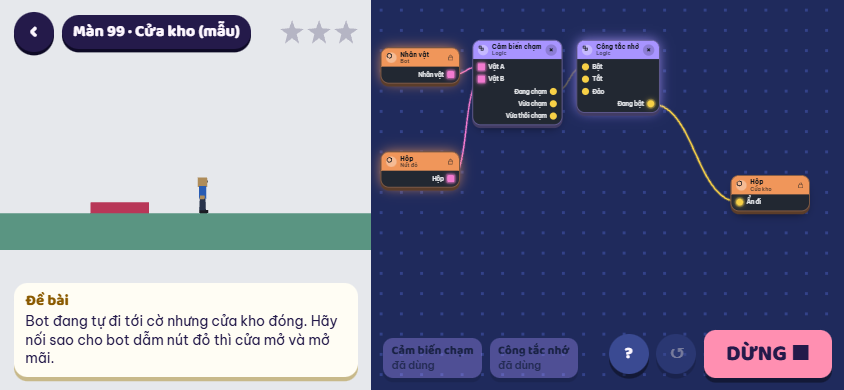 Màn 99 · Cửa kho (mẫu)
Đề bài
Bot đang tự đi tới cờ nhưng cửa kho đóng. Hãy
nối sao cho bot dẫm nút đỏ thì cửa mở và mở
mãi.
Nhân vật
Bot
Nhân vật
Cảm biến chạm
Logic
Vật A
Vật B
Đang chạm
Vừa chạm
Vừa thôi chạm
Công tắc nhớ
Logic
Bật
Tắt
Đảo
Đang bật
Hộp
Nút đỏ
Hộp
Hộp
Cửa kho
Ẩn đi
Cảm biến chạm
đã dùng
Công tắc nhớ
đã dùng
?
DỪNG